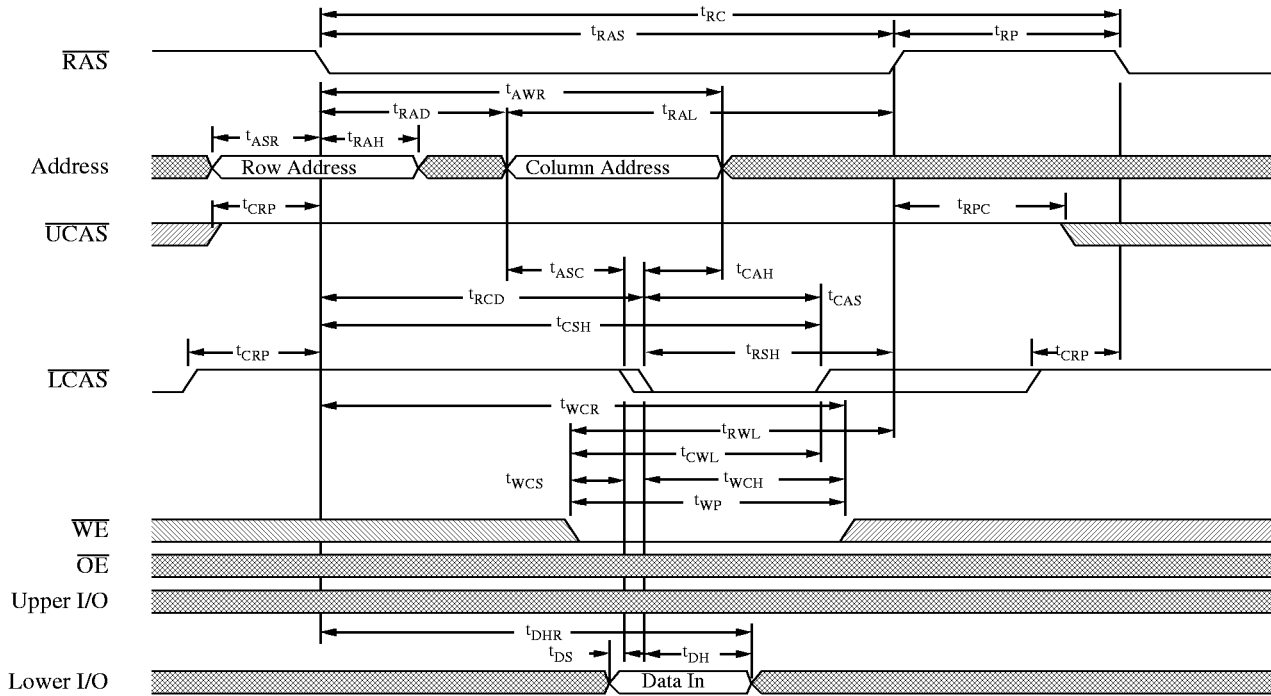 tRC
tRAS tRP
RAS
tAWR
tRAD tRAL
tASR tRAH
Address Row Address Column Address
tCRP tRPC
UCAS
tASC tCAH
tRCD tCAS
tCSH
tCRP tRSH tCRP
LCAS
tWCR
tRWL
tCWL
tWCS tWCH
tWP
WE
OE
Upper I/O
tDHR
tDS tDH
Lower I/O Data In